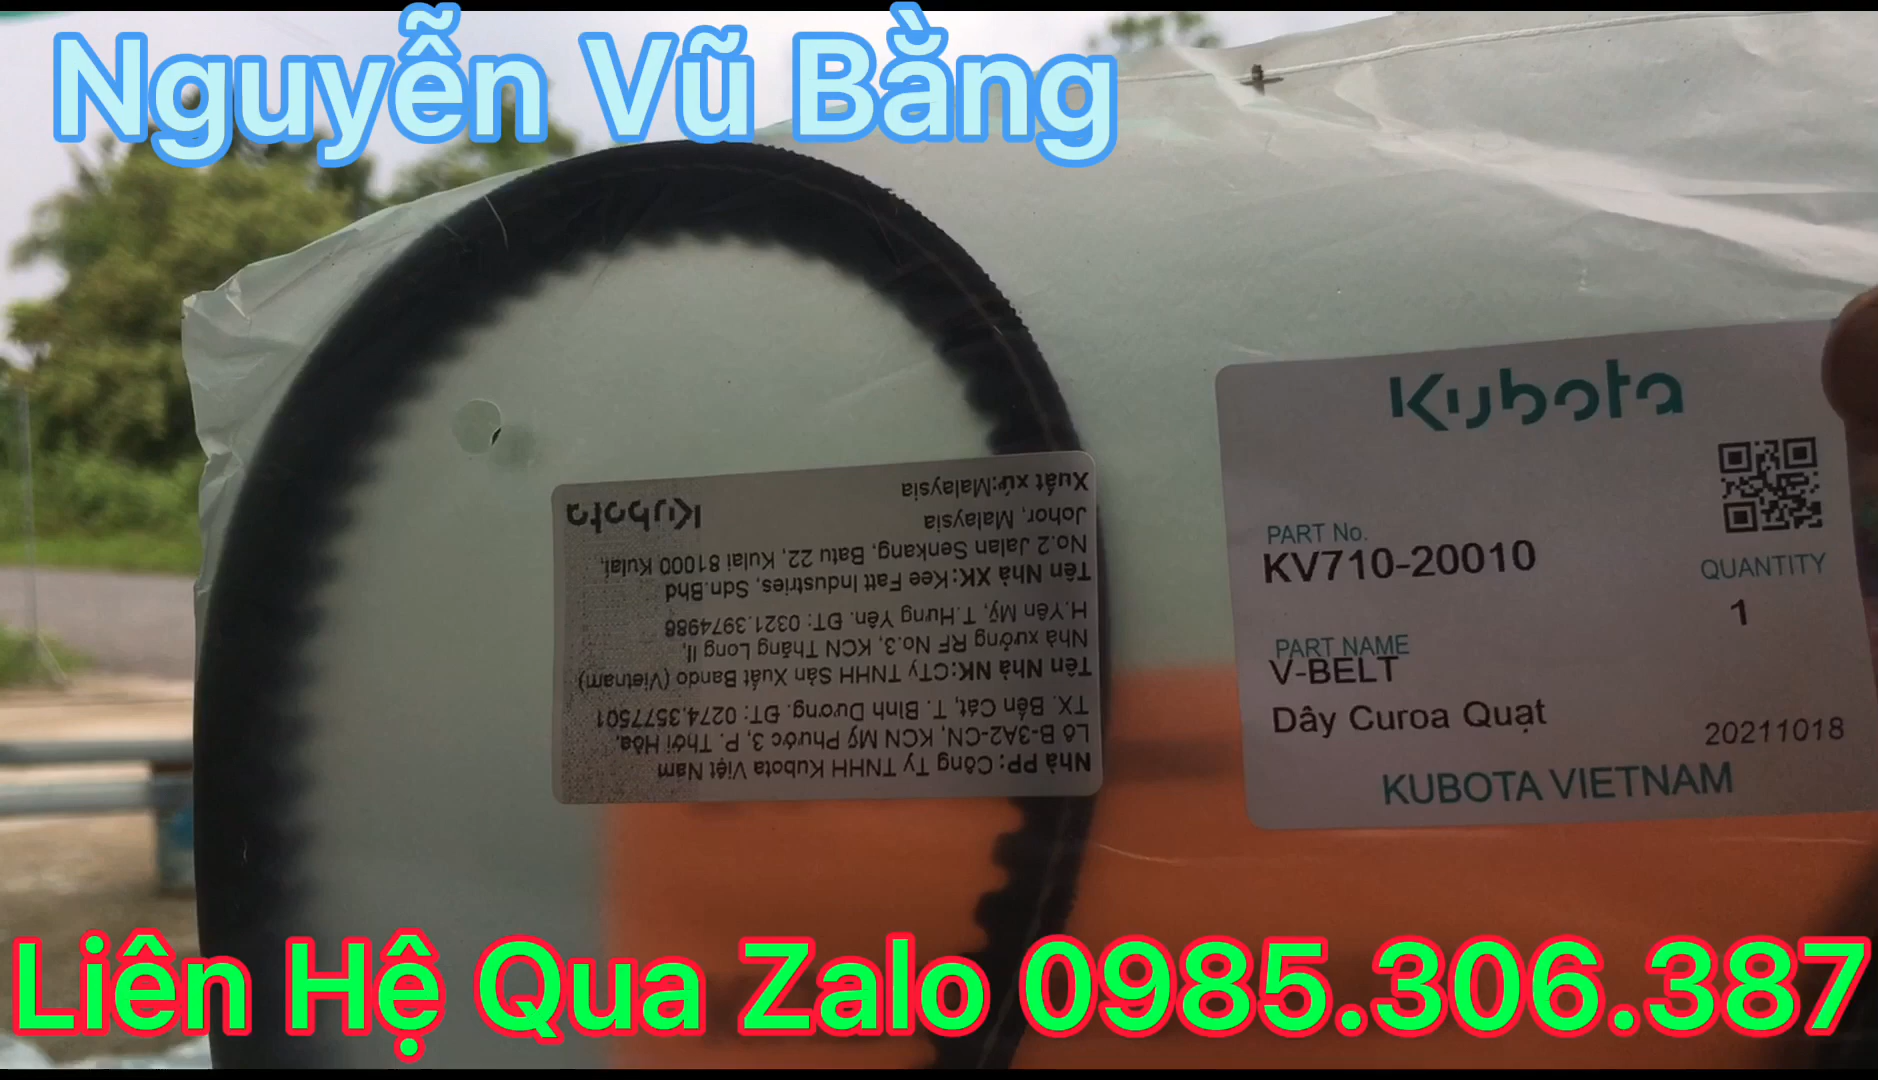 Nguyễn Vũ Bằng
Kubota
PART No.
KV710-20010
QUANTITY
1
PART NAME
V-BELT
Dây Curoa Quạt
20211018
KUBOTA VIETNAM
Nhà PP: Công Ty TNHH Kubota Việt Nam
Lô B-3A2-CN, KCN Mỹ Phước 3, P. Thới Hòa,
TX. Bến Cát, T. Bình Dương. ĐT: 0274.3577501
Tên Nhà NK:CTy TNHH Sản Xuất Bando (Vietnam)
Nhà xưởng RF No.3, KCN Thăng Long II,
H.Yên Mỹ, T.Hưng Yên. ĐT: 0321.3974986
Tên Nhà XK:Kee Fatt Industries, Sdn.Bhd
No.2 Jalan Senkang, Batu 22, Kulai 81000 Kulai,
Johor, Malaysia
Xuất xứ:Malaysia
Kubota
Liên Hệ Qua Zalo 0985.306.387